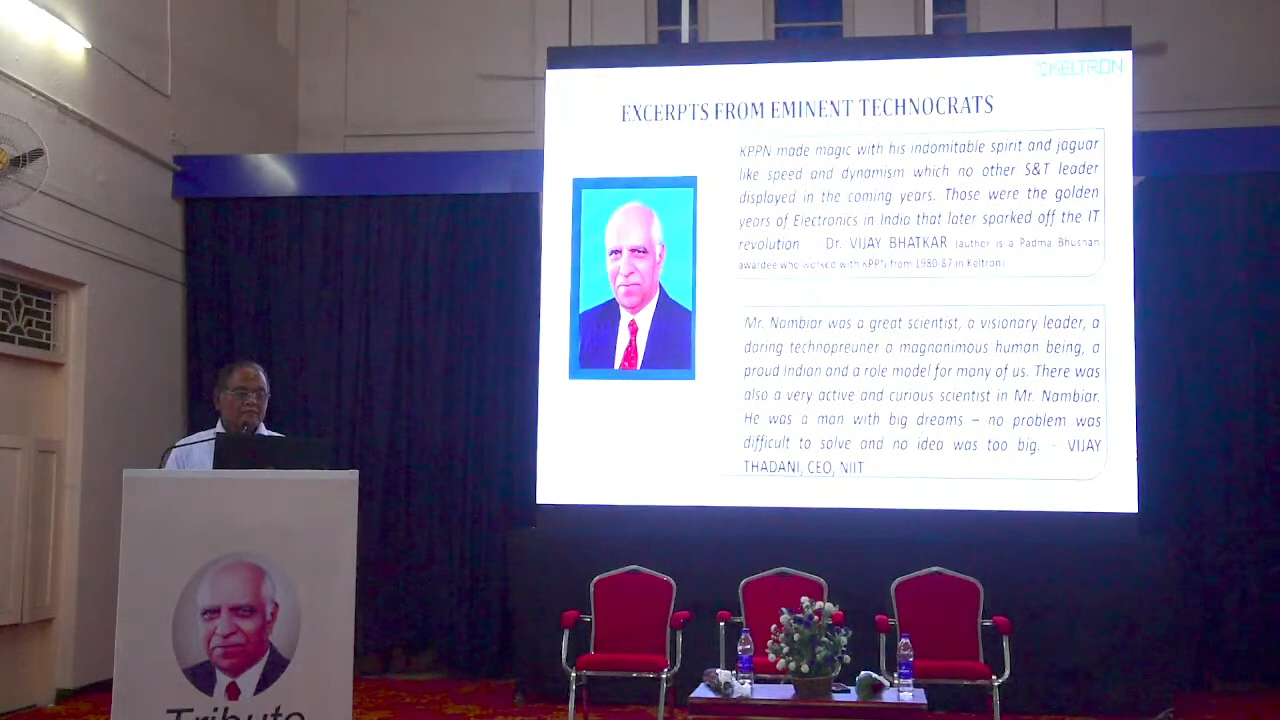 KELTRON
EXCERPTS FROM EMINENT TECHNOCRATS
KPPN made magic with his indomitable spirit and jaguar
like speed and dynamism which no other S&T leader
displayed in the coming years. Those were the golden
years of Electronics in India that later sparked off the IT
revolution Dr. VIJAY BHATKAR (author is a Padma Bhushan
awardee who worked with KPPN from 1980-87 in Keltron)
Mr. Nambiar was a great scientist, a visionary leader, a
daring technopreuner a magnanimous human being, a
proud Indian and a role model for many of us. There was
also a very active and curious scientist in Mr. Nambiar.
He was a man with big dreams – no problem was
difficult to solve and no idea was too big. - VIJAY
THADANI, CEO, NIIT
Tribute